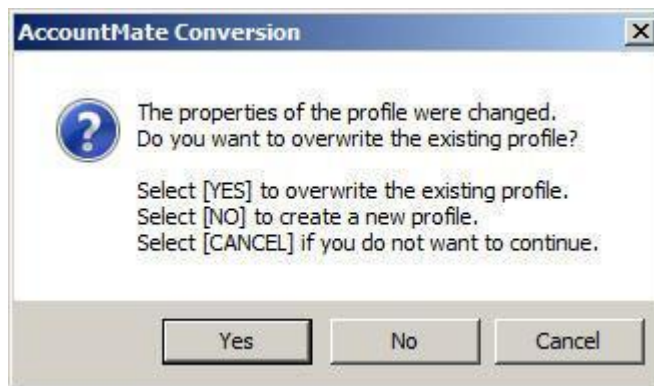 AccountMate Conversion
The properties of the profile were changed.
Do you want to overwrite the existing profile?
Select [YES] to overwrite the existing profile.
Select [NO] to create a new profile.
Select [CANCEL] if you do not want to continue.
Yes
No
Cancel